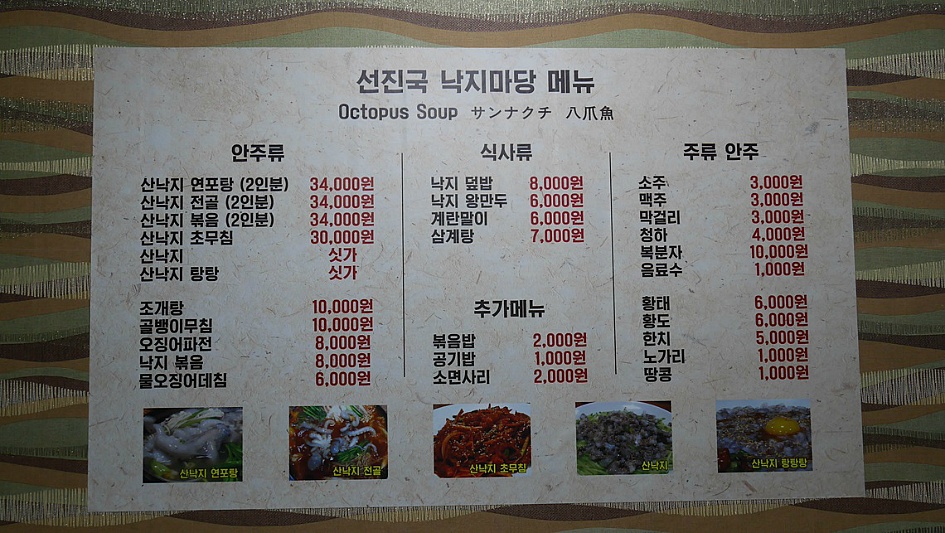 선진국 낙지마당 메뉴
Octopus Soup サンナクチ 八爪魚
안주류
산낙지 연포탕 (2인분) 34,000원
산낙지 전골 (2인분) 34,000원
산낙지 볶음 (2인분) 34,000원
산낙지 초무침 30,000원
산낙지 싯가
산낙지 탕탕 싯가
조개탕 10,000원
골뱅이무침 10,000원
오징어파전 8,000원
낙지 볶음 8,000원
물오징어데침 6,000원
식사류
낙지 덮밥 8,000원
낙지 왕만두 6,000원
계란말이 6,000원
삼계탕 7,000원
추가메뉴
볶음밥 2,000원
공기밥 1,000원
소면사리 2,000원
주류 안주
소주 3,000원
맥주 3,000원
막걸리 3,000원
청하 4,000원
복분자 10,000원
음료수 1,000원
황태 6,000원
황도 6,000원
한치 5,000원
노가리 1,000원
땅콩 1,000원
산낙지 연포탕
산낙지 전골
산낙지 초무침
산낙지
산낙지 탕탕탕